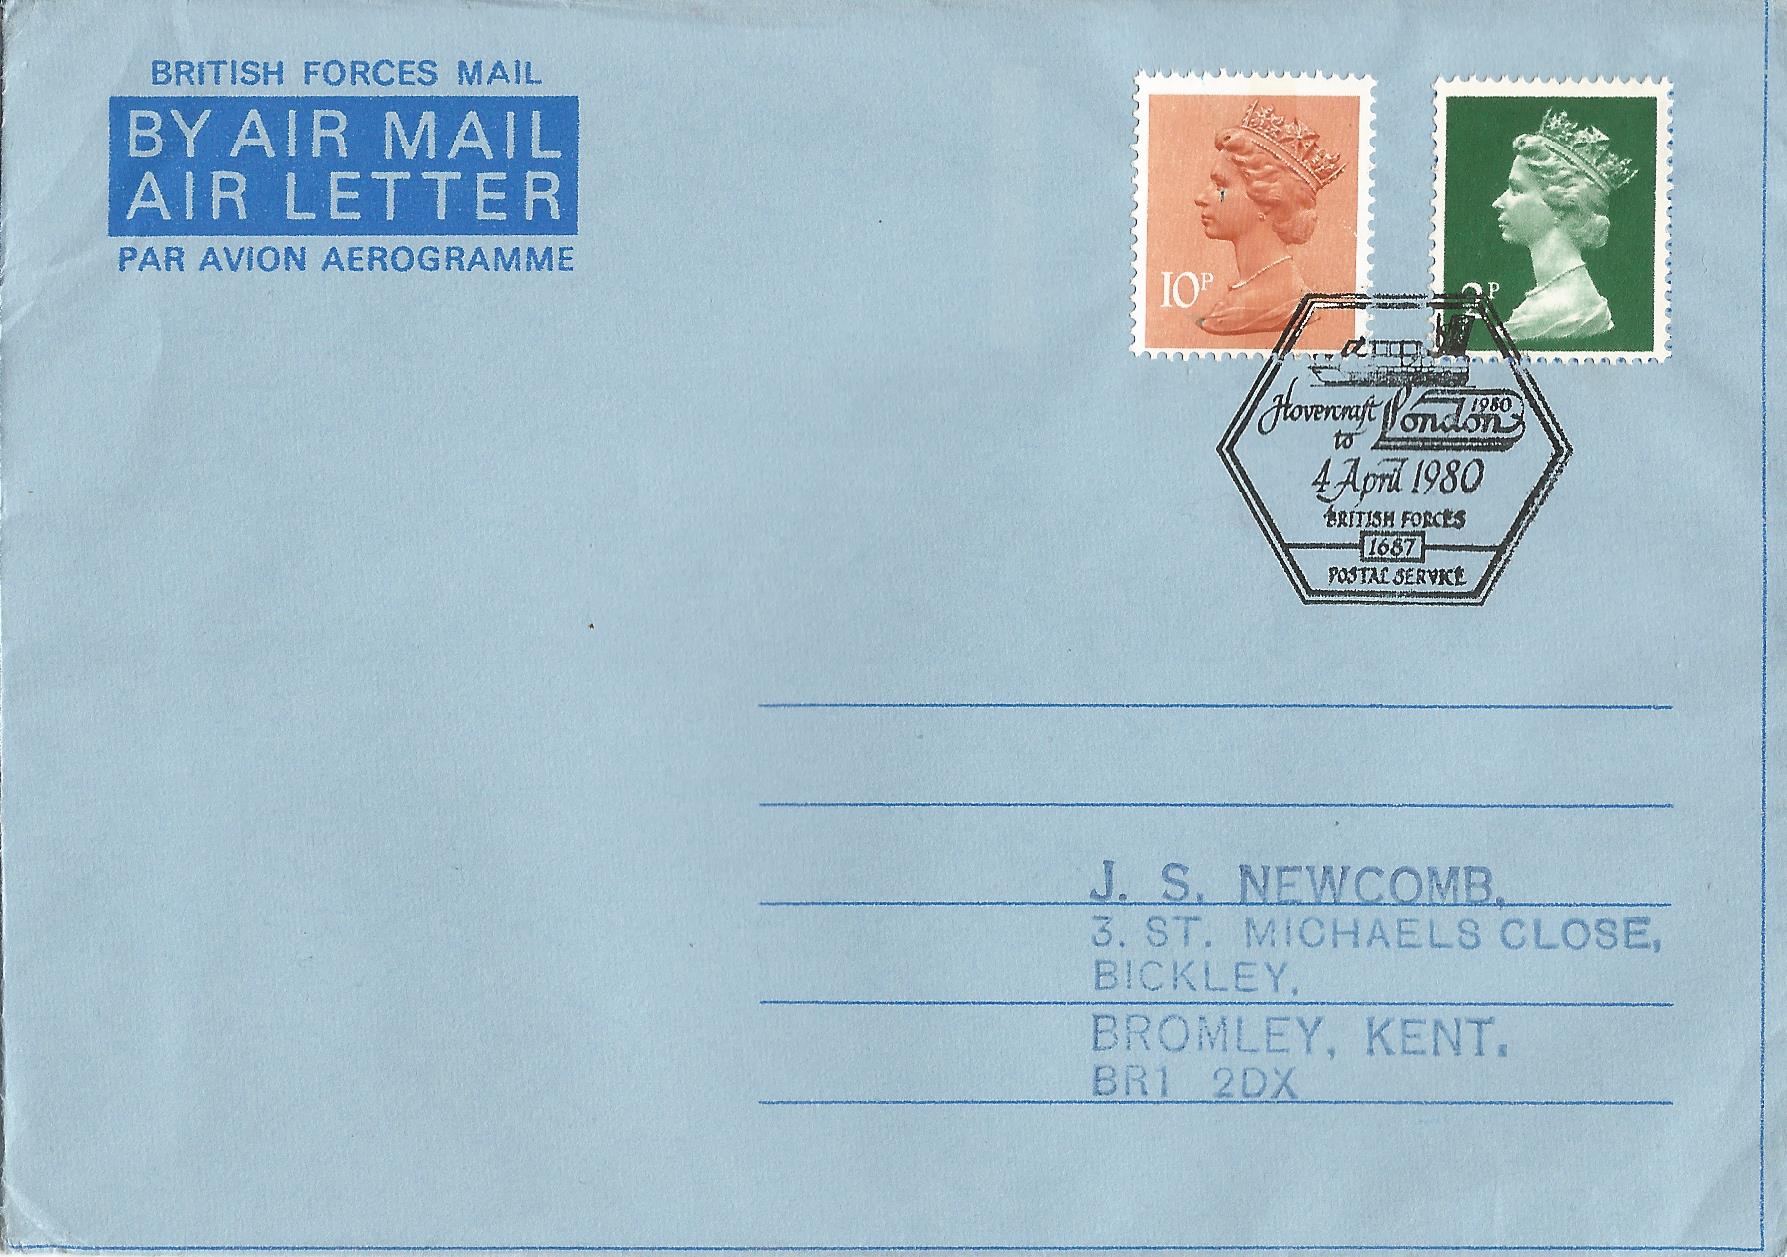 BRITISH FORCES MAIL
BY AIR MAIL
AIR LETTER
PAR AVION AEROGRAMME
10P
2P
Hovercraft
to London 1980
4 April 1980
BRITISH FORCES
1687
POSTAL SERVICE
J. S. NEWCOMB,
3. ST. MICHAELS CLOSE,
BICKLEY,
BROMLEY, KENT.
BR1 2DX